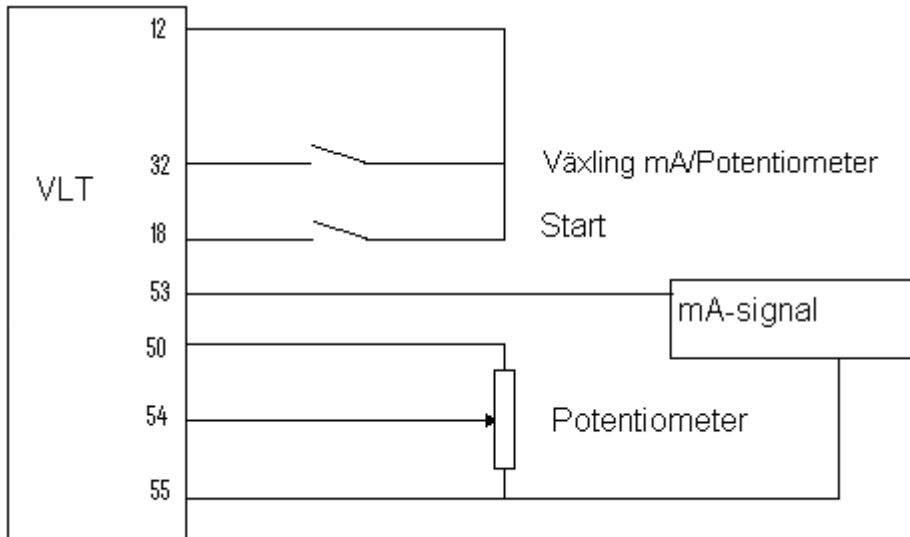 12
32
Växling mA/Potentiometer
VLT
18
Start
53
mA-signal
50
54
Potentiometer
55